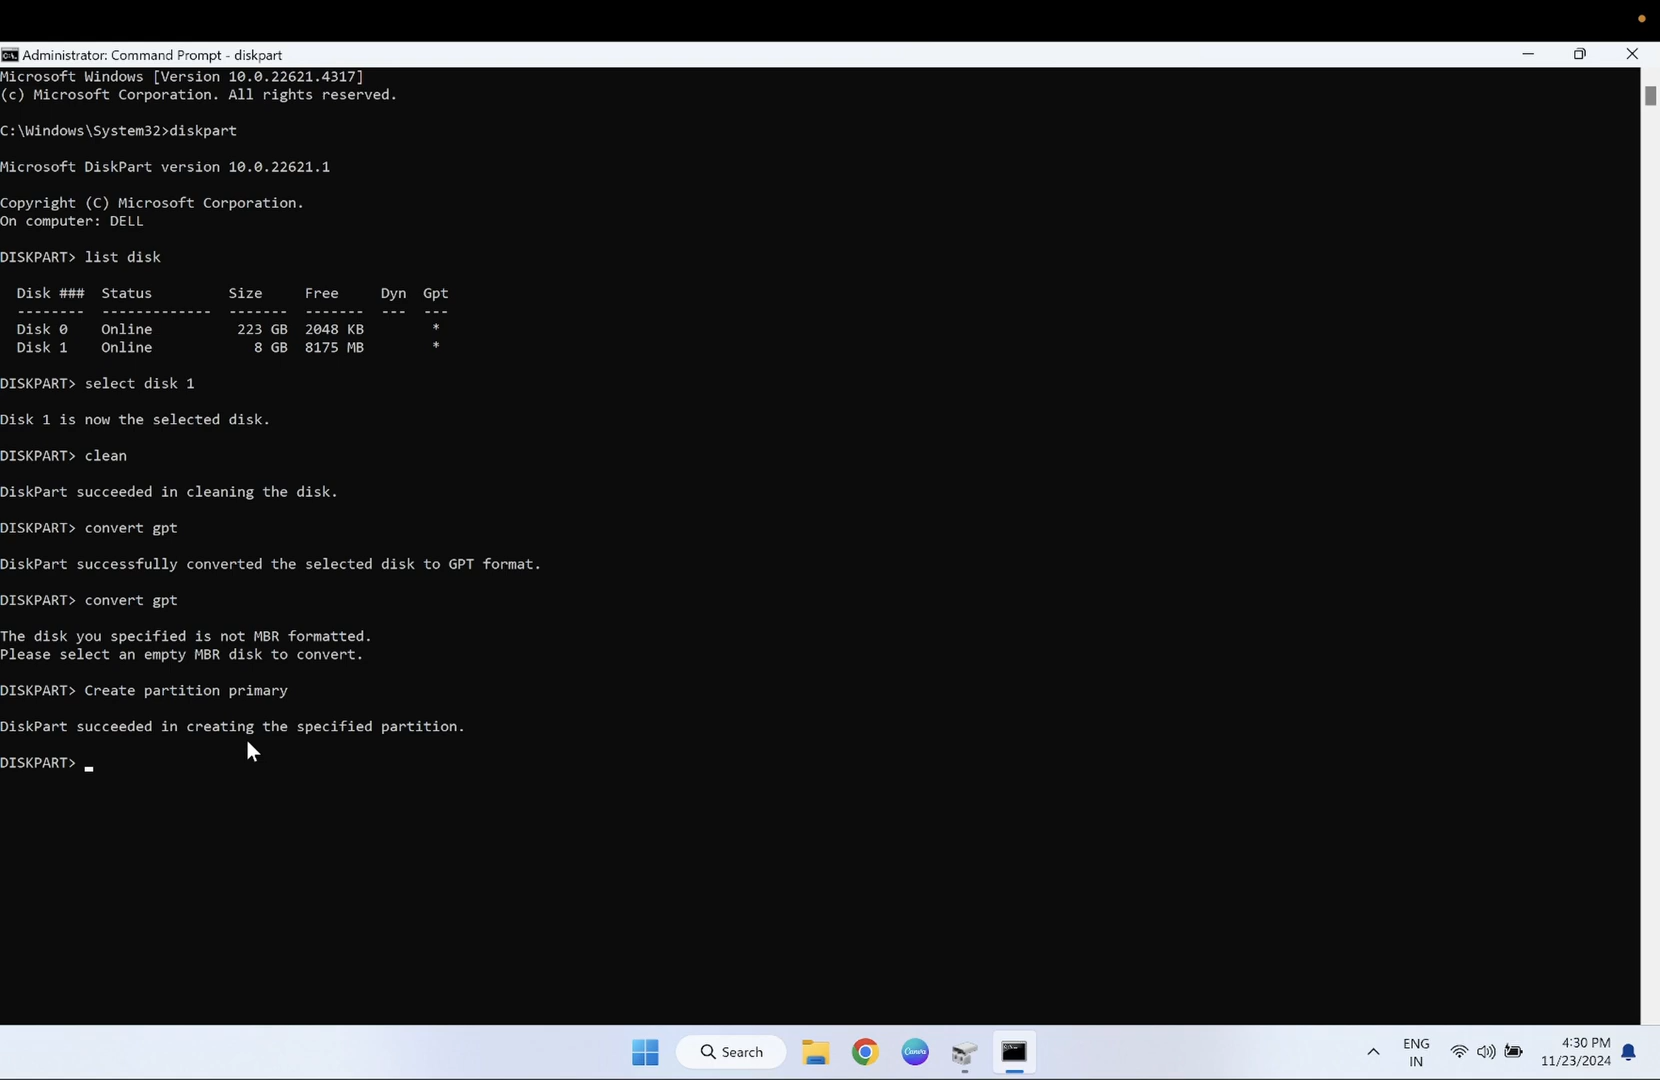 Administrator: Command Prompt - diskpart
Microsoft Windows [Version 10.0.22621.4317]
(c) Microsoft Corporation. All rights reserved.
C:\Windows\System32>diskpart
Microsoft DiskPart version 10.0.22621.1
Copyright (C) Microsoft Corporation.
On computer: DELL
DISKPART> list disk
Disk ### Status Size Free Dyn Gpt
-------- ------------- ------- ------- --- ---
Disk 0 Online 223 GB 2048 KB *
Disk 1 Online 8 GB 8175 MB *
DISKPART> select disk 1
Disk 1 is now the selected disk.
DISKPART> clean
DiskPart succeeded in cleaning the disk.
DISKPART> convert gpt
DiskPart successfully converted the selected disk to GPT format.
DISKPART> convert gpt
The disk you specified is not MBR formatted.
Please select an empty MBR disk to convert.
DISKPART> Create partition primary
DiskPart succeeded in creating the specified partition.
DISKPART> _
Search
Canva
ENG
IN
4:30 PM
11/23/2024